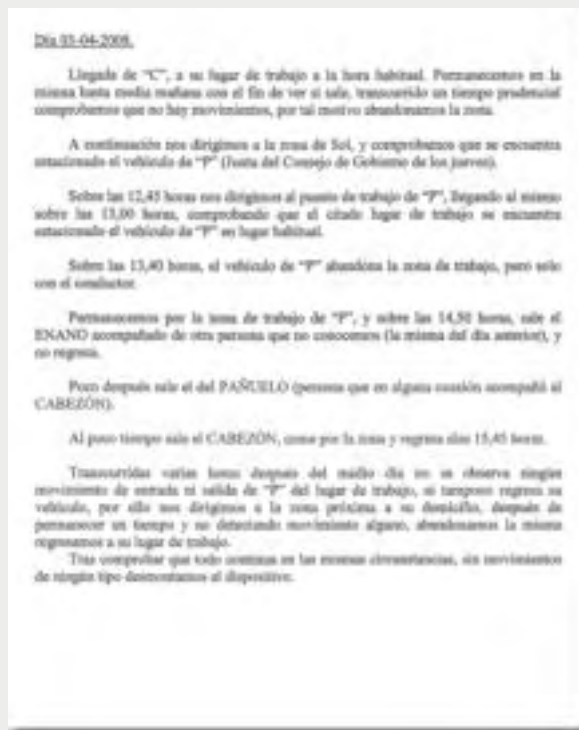 Día 03-04-2008.
Llegada de "C", a su lugar de trabajo a la hora habitual. Permanecemos en la
misma hasta media mañana con el fin de ver si sale, transcurrido un tiempo prudencial
comprobamos que no hay movimientos, por tal motivo abandonamos la zona.
A continuación nos dirigimos a la zona de Sol, y comprobamos que se encuentra
estacionado el vehículo de "P" (Junta del Consejo de Gobierno de los jueves).
Sobre las 12,45 horas nos dirigimos al puesto de trabajo de "P", llegando al mismo
sobre las 13,00 horas, comprobando que el citado lugar de trabajo se encuentra
estacionado el vehículo de "P" en lugar habitual.
Sobre las 13,40 horas, el vehículo de "P" abandona la zona de trabajo, pero solo
con el conductor.
Permanecemos por la zona de trabajo de "P", y sobre las 14,50 horas, sale el
ENANO acompañado de otra persona que no conocemos (la misma del día anterior), y
no regresa.
Poco después sale el del PAÑUELO (persona que en alguna ocasión acompañó al
CABEZÓN).
Al poco tiempo sale el CABEZÓN, come por la zona y regresa alas 15,45 horas.
Transcurridas varias horas después del medio día no se observa ningún
movimiento de entrada ni salida de "P" del lugar de trabajo, ni tampoco regresa su
vehículo, por ello nos dirigimos a la zona próxima a su domicilio, después de
permanecer un tiempo y no detectando movimiento alguno, abandonamos la misma
regresamos a su lugar de trabajo.
Tras comprobar que todo continua en las mismas circunstancias, sin movimientos
de ningún tipo desmontamos el dispositivo.